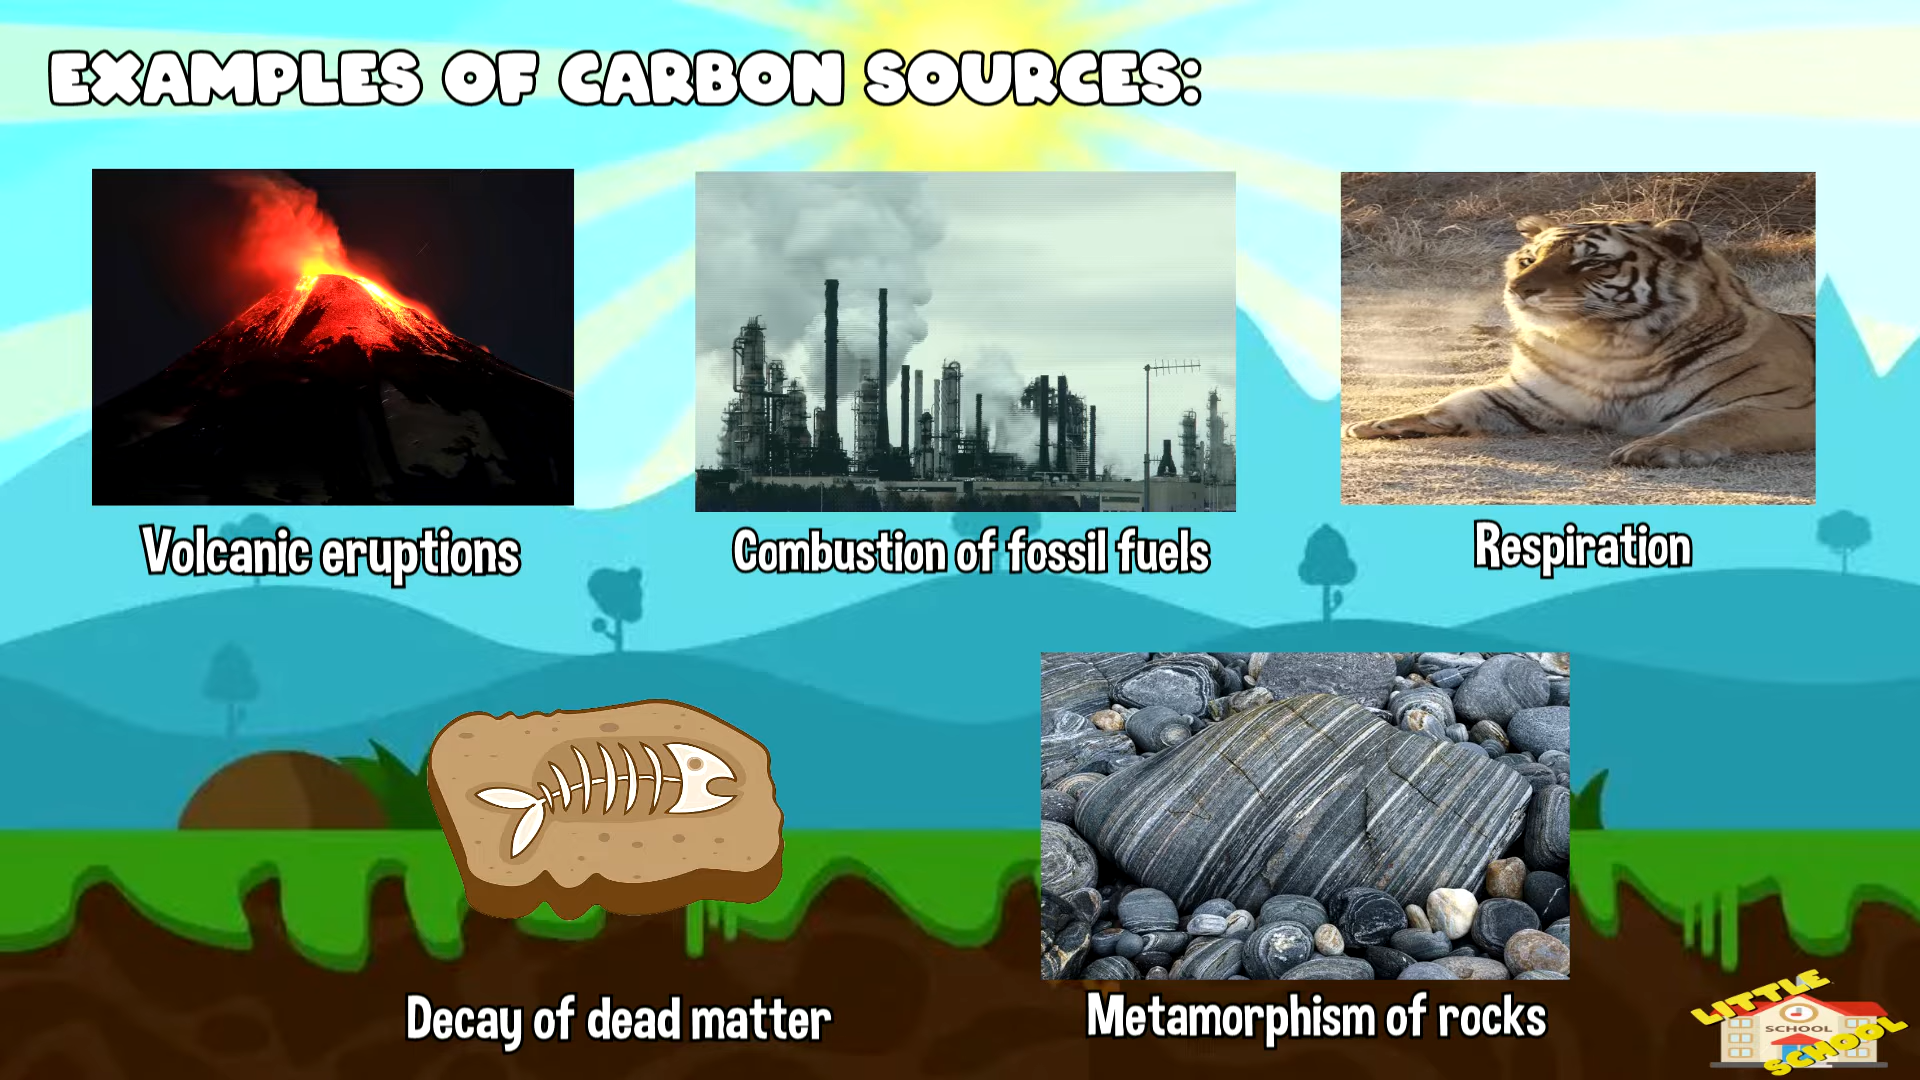 EXAMPLES OF CARBON SOURCES:
Volcanic eruptions
Combustion of fossil fuels
Respiration
Decay of dead matter
Metamorphism of rocks
LITTLE
SCHOOL
SCHOOL